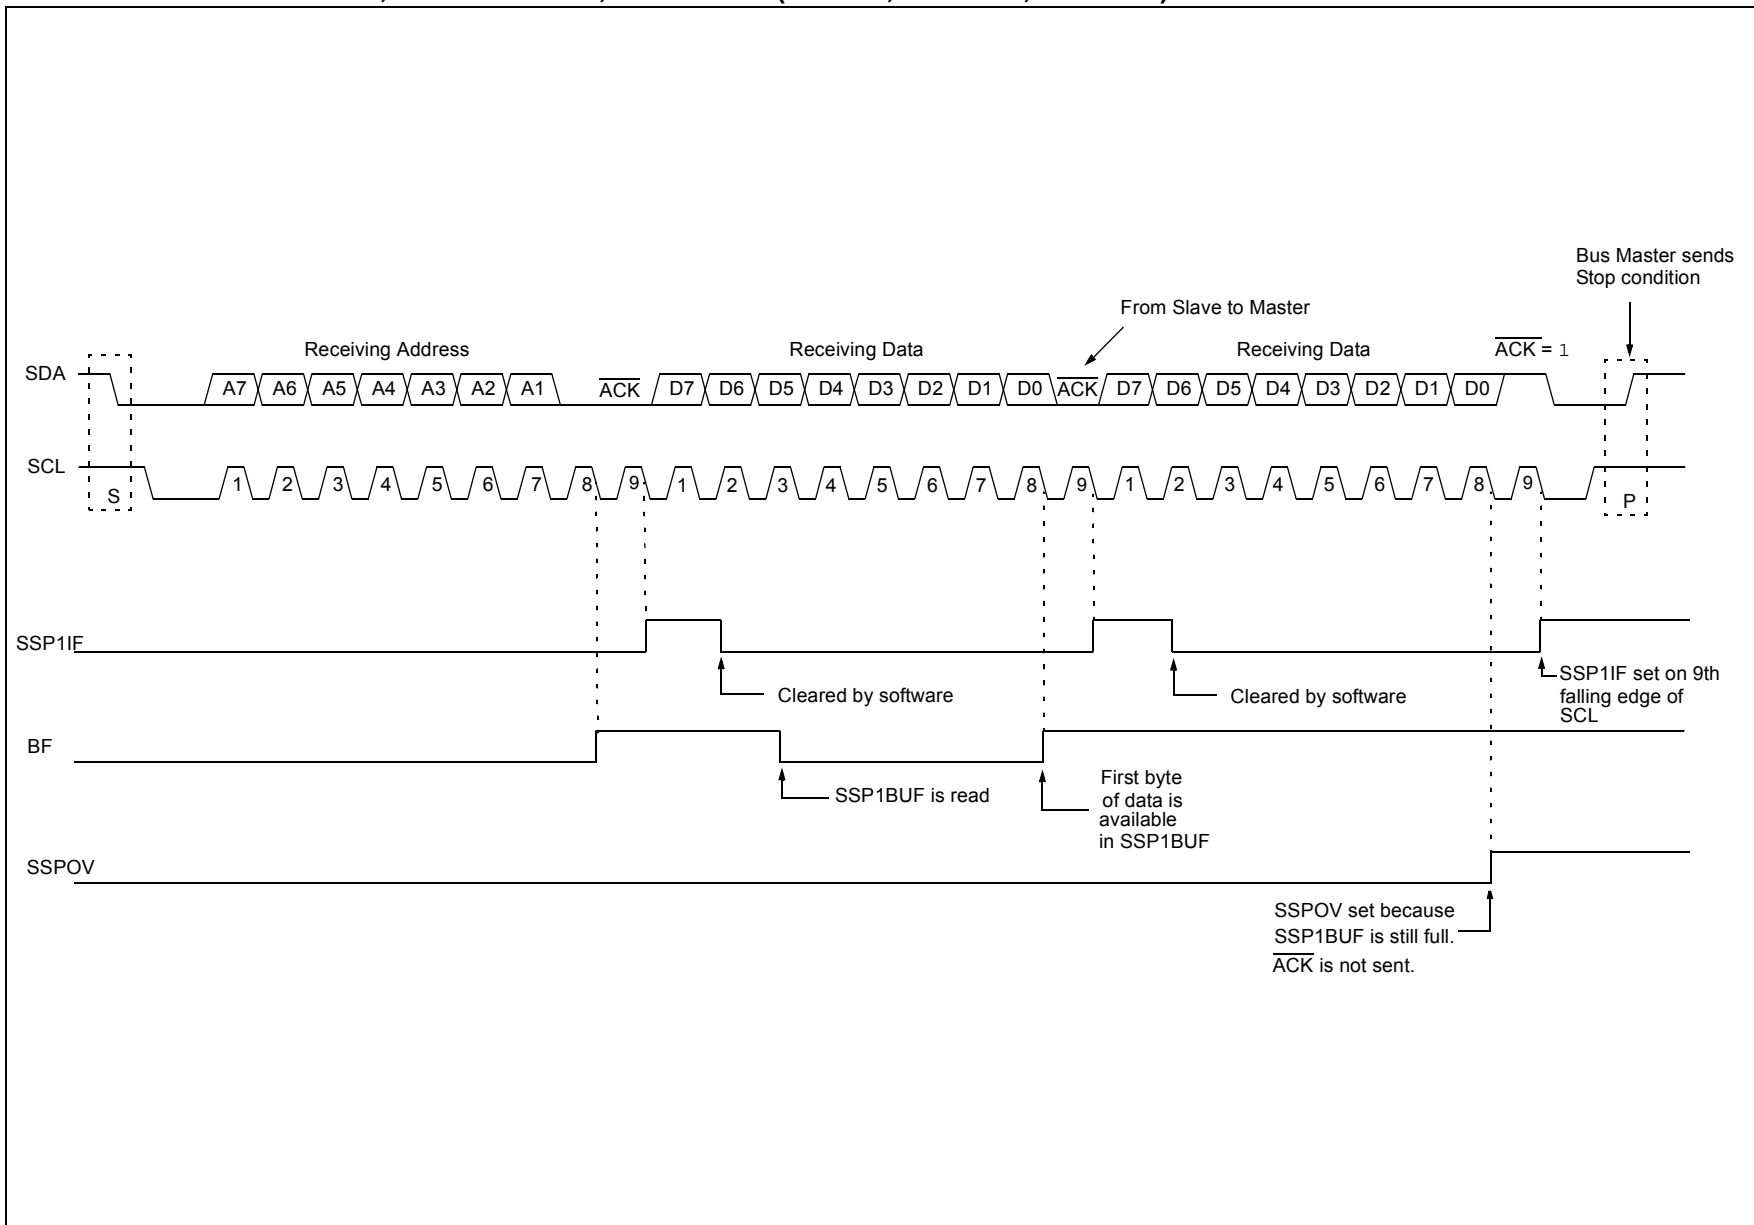 Bus Master sends
Stop condition
From Slave to Master
Receiving Address
Receiving Data
Receiving Data
ACK = 1
SDA
A7 A6 A5 A4 A3 A2 A1 ACK D7 D6 D5 D4 D3 D2 D1 D0 ACK D7 D6 D5 D4 D3 D2 D1 D0
SCL
S 1 2 3 4 5 6 7 8 9 1 2 3 4 5 6 7 8 9 1 2 3 4 5 6 7 8 9 P
SSP1IF
Cleared by software
Cleared by software
SSP1IF set on 9th
falling edge of
SCL
BF
SSP1BUF is read
First byte
of data is
available
in SSP1BUF
SSPOV
SSPOV set because
SSP1BUF is still full.
ACK is not sent.